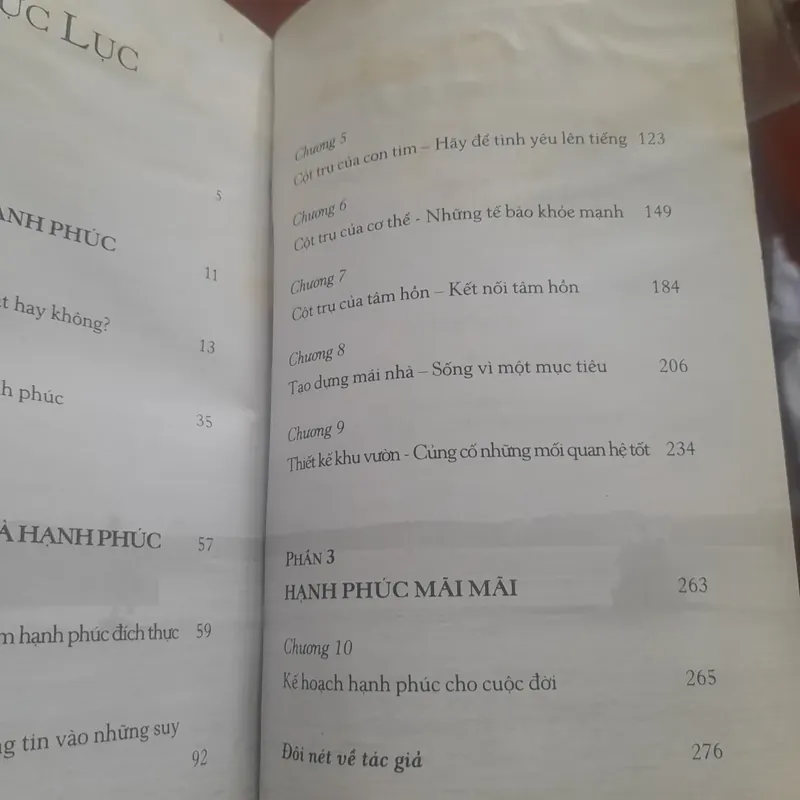 ỤC LỤC
5
ẠNH PHÚC
11
t hay không?
13
h phúc
35
À HẠNH PHÚC 57
m hạnh phúc đích thực 59
ng tin vào những suy
92
Chương 5
Cột trụ của con tim – Hãy để tình yêu lên tiếng 123
Chương 6
Cột trụ của cơ thể - Những tế bào khỏe mạnh 149
Chương 7
Cột trụ của tâm hồn – Kết nối tâm hồn 184
Chương 8
Tạo dựng mái nhà – Sống vì một mục tiêu 206
Chương 9
Thiết kế khu vườn - Củng cố những mối quan hệ tốt 234
PHẦN 3
HẠNH PHÚC MÃI MÃI 263
Chương 10
Kế hoạch hạnh phúc cho cuộc đời 265
Đôi nét về tác giả 276